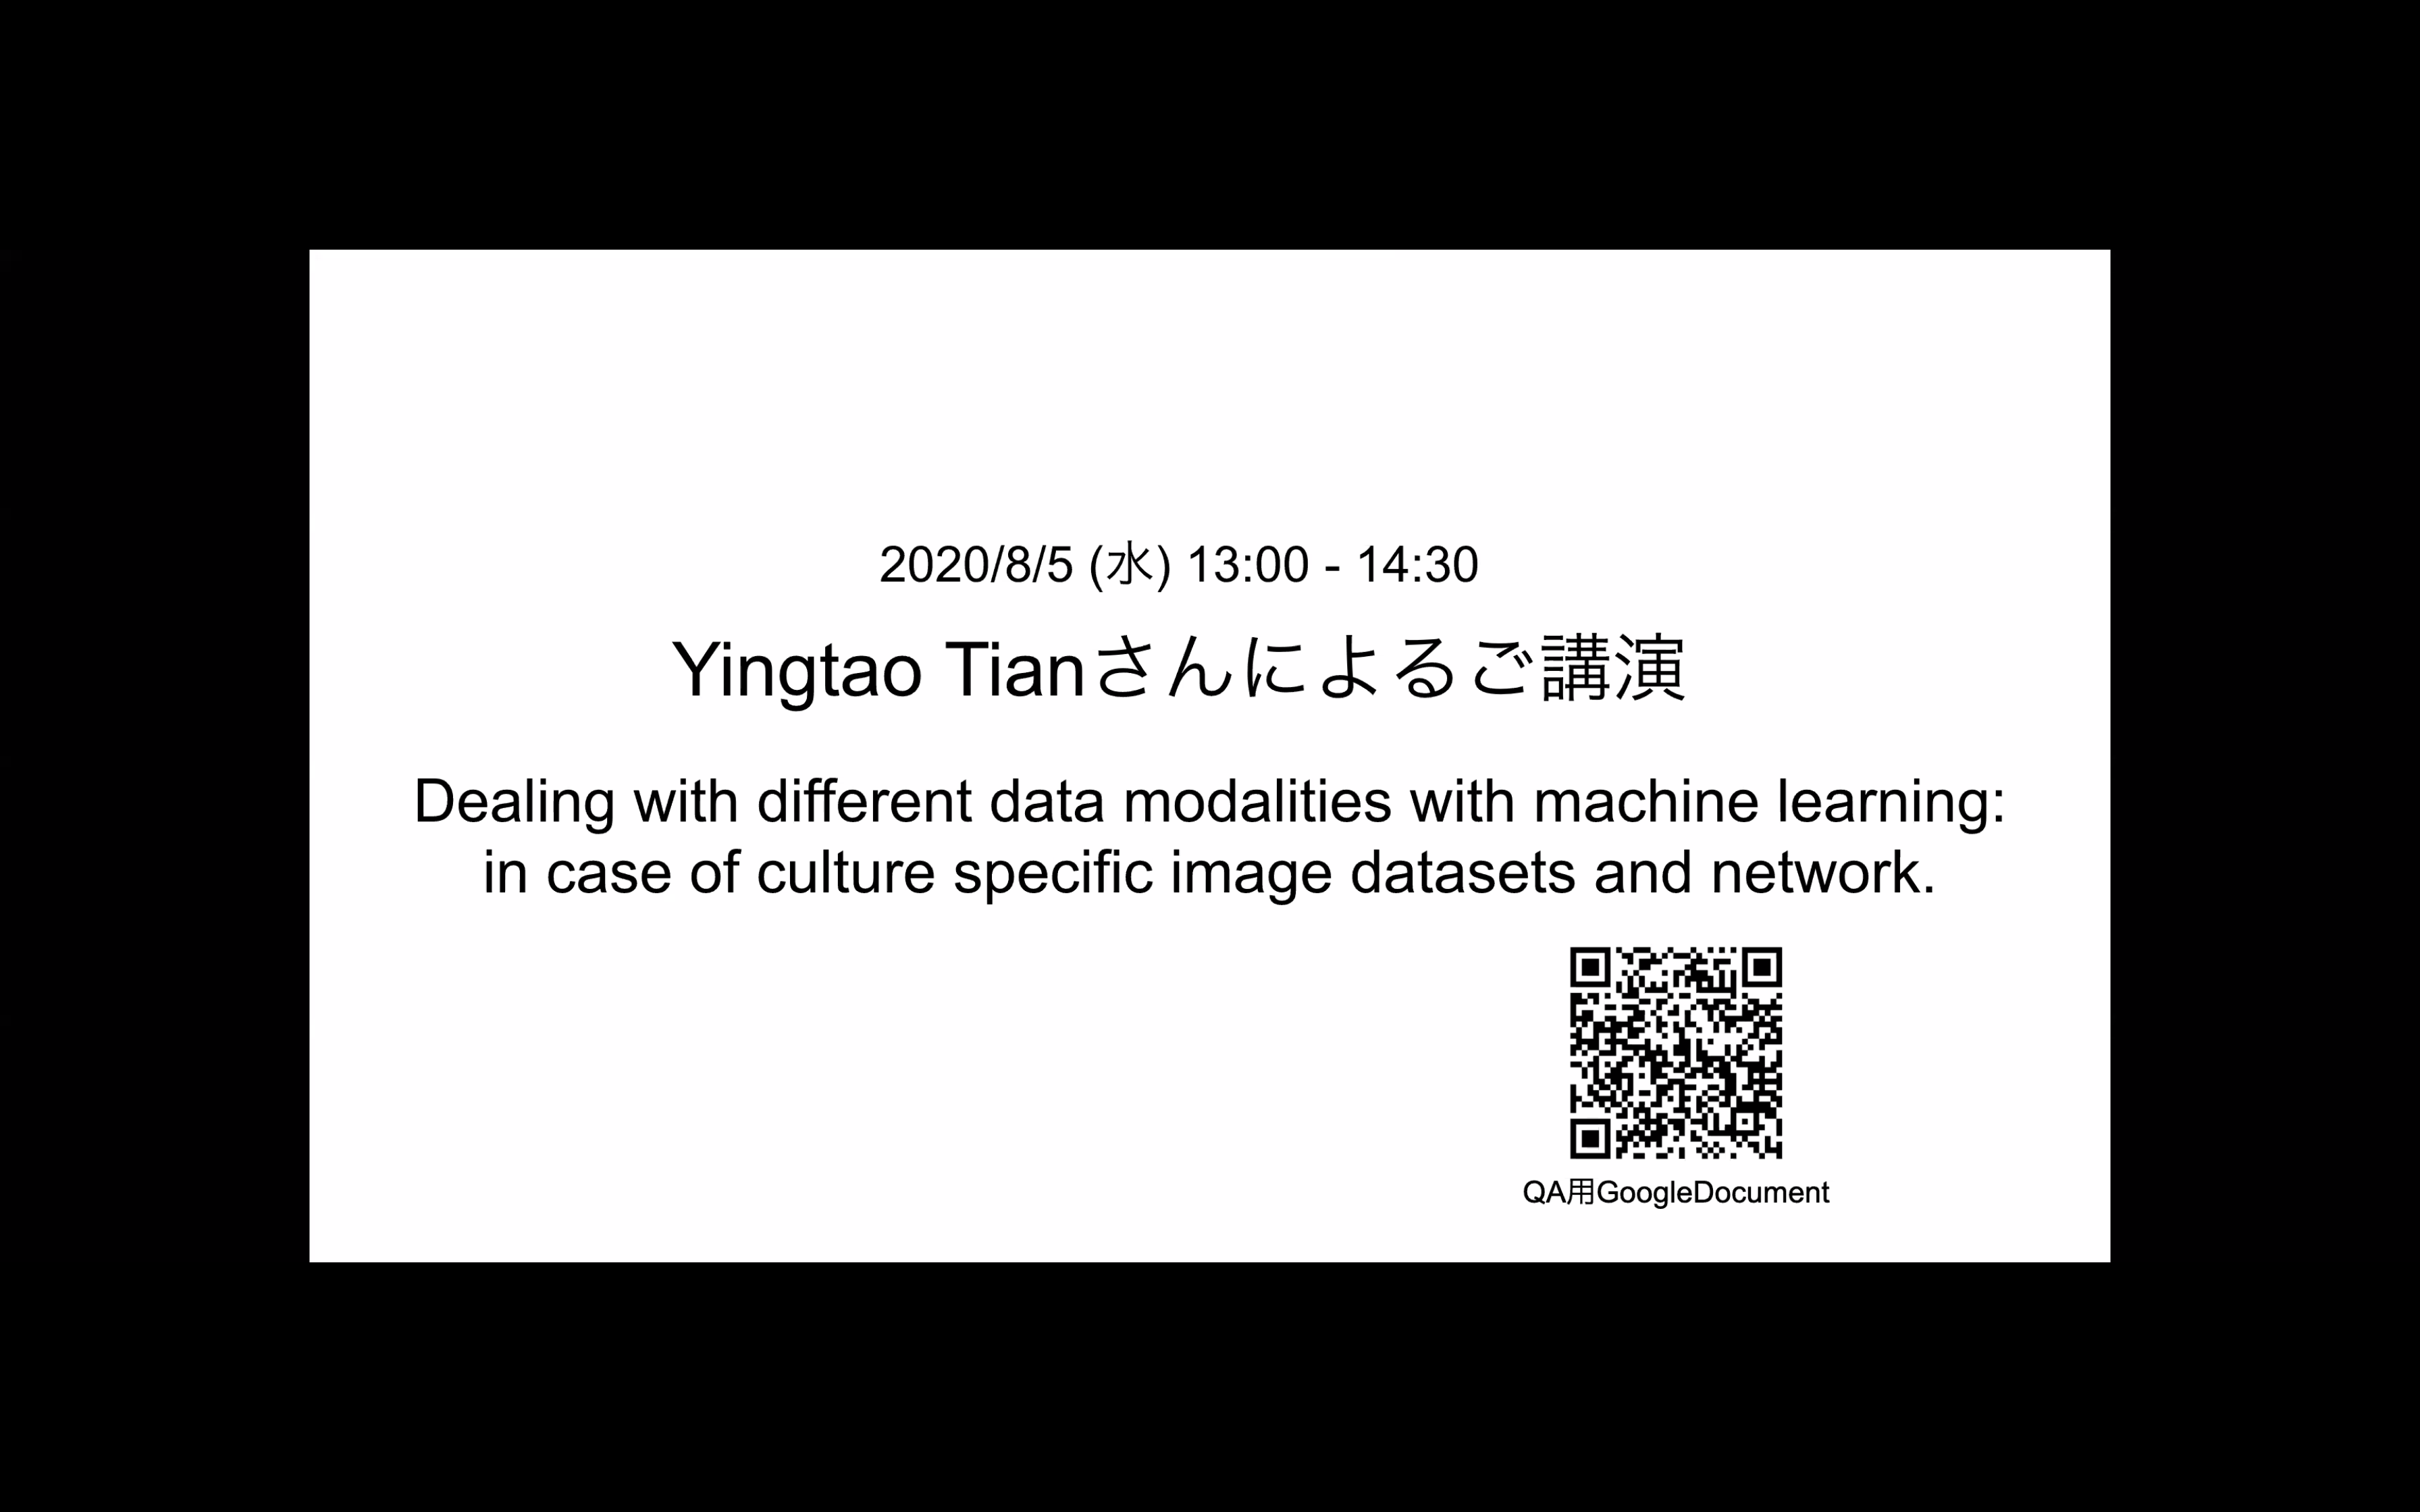 2020/8/5 (水) 13:00 - 14:30
Yingtao Tianさんによるご講演
Dealing with different data modalities with machine learning:
in case of culture specific image datasets and network.
QA用GoogleDocument